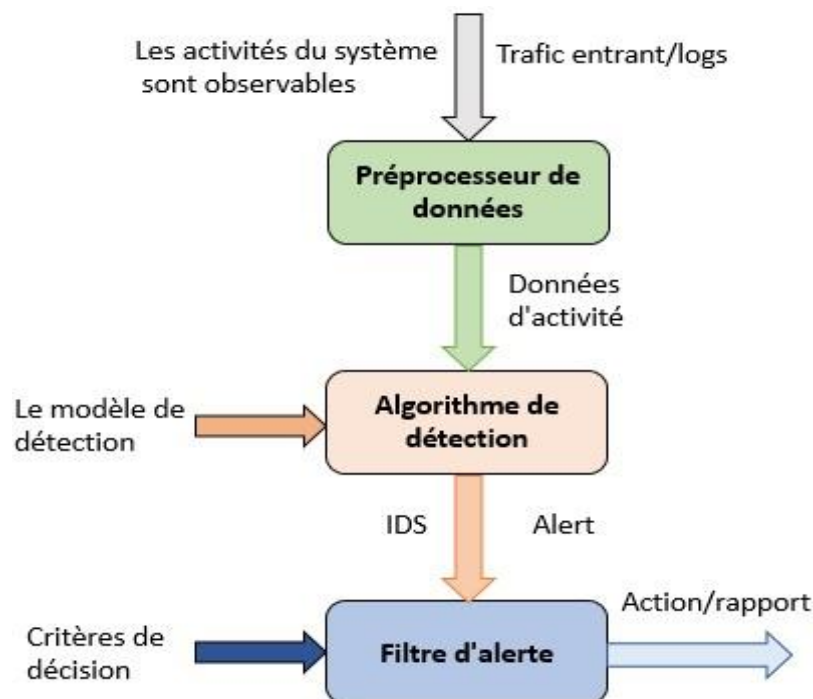 Les activités du système
sont observables
Trafic entrant/logs
Préprocesseur de
données
Données
d'activité
Le modèle de
détection
Algorithme de
détection
IDS
Alert
Action/rapport
Critères de
décision
Filtre d'alerte